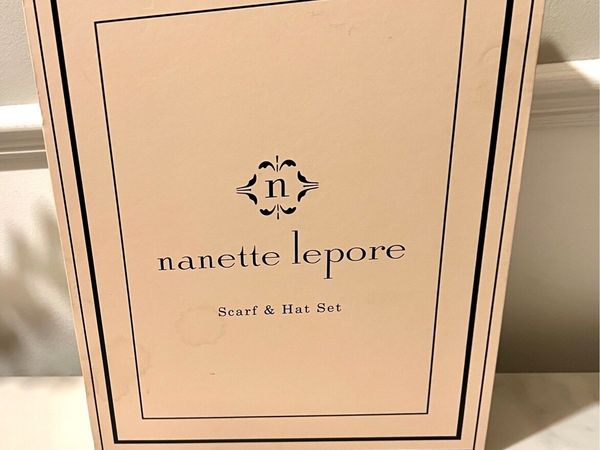 n
nanette lepore
Scarf & Hat Set